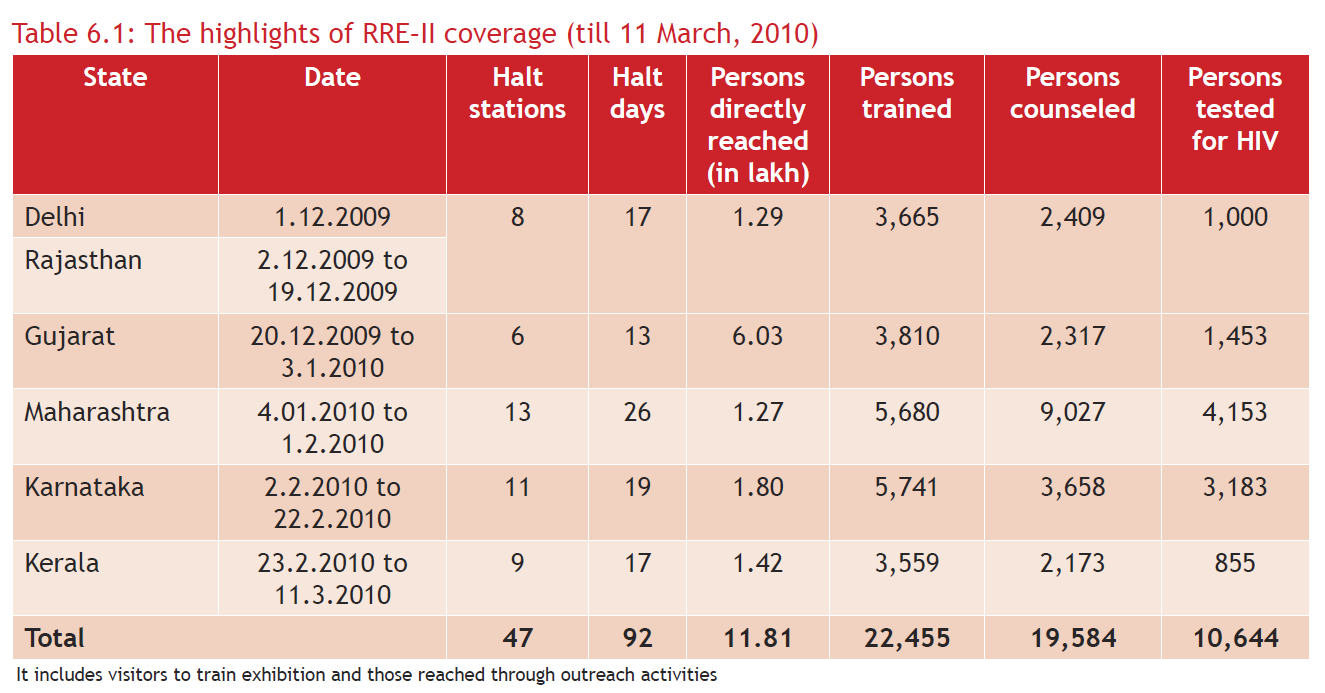 Table 6.1: The highlights of RRE-II coverage (till 11 March, 2010)
State Date Halt stations Halt days Persons directly reached (in lakh) Persons trained Persons counseled Persons tested for HIV
Delhi 1.12.2009 8 17 1.29 3,665 2,409 1,000
Rajasthan 2.12.2009 to 19.12.2009
Gujarat 20.12.2009 to 3.1.2010 6 13 6.03 3,810 2,317 1,453
Maharashtra 4.01.2010 to 1.2.2010 13 26 1.27 5,680 9,027 4,153
Karnataka 2.2.2010 to 22.2.2010 11 19 1.80 5,741 3,658 3,183
Kerala 23.2.2010 to 11.3.2010 9 17 1.42 3,559 2,173 855
Total 47 92 11.81 22,455 19,584 10,644
It includes visitors to train exhibition and those reached through outreach activities